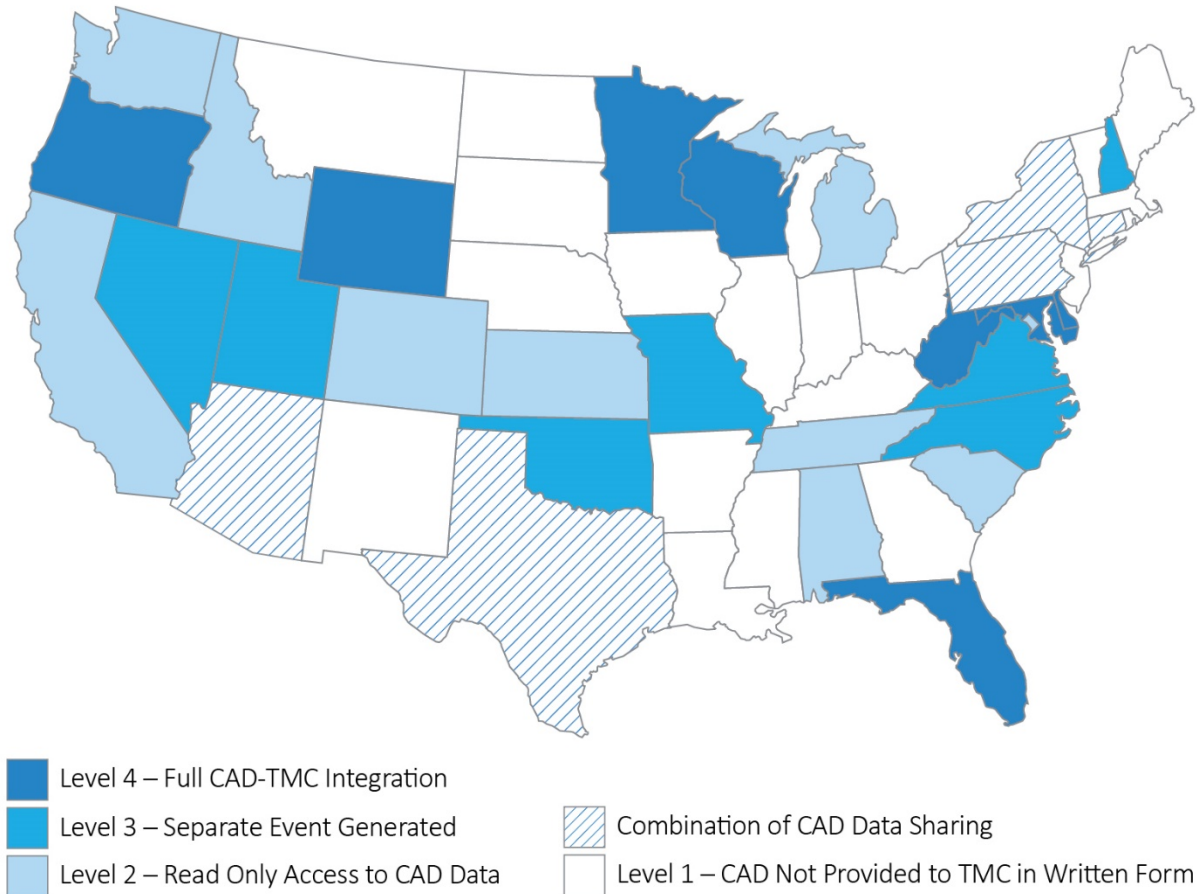 Level 4 – Full CAD-TMC Integration
Level 3 – Separate Event Generated
Level 2 – Read Only Access to CAD Data
Combination of CAD Data Sharing
Level 1 – CAD Not Provided to TMC in Written Form